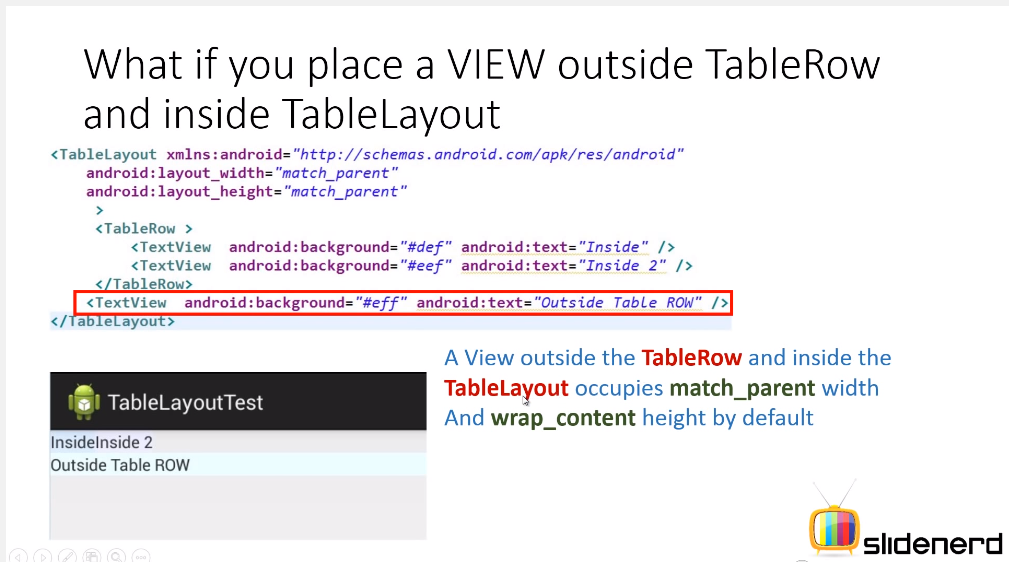 What if you place a VIEW outside TableRow
and inside TableLayout
<TableLayout xmlns:android="http://schemas.android.com/apk/res/android"
android:layout_width="match_parent"
android:layout_height="match_parent"
>
<TableRow >
<TextView android:background="#def" android:text="Inside" />
<TextView android:background="#eef" android:text="Inside 2" />
</TableRow>
<TextView android:background="#eff" android:text="Outside Table ROW" />
</TableLayout>
A View outside the TableRow and inside the
TableLayout occupies match_parent width
And wrap_content height by default
TableLayoutTest
InsideInside 2
Outside Table ROW
slidenerd